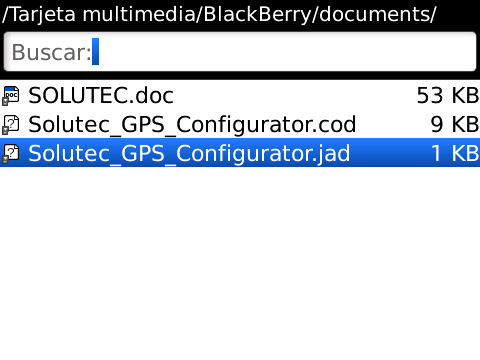 /Tarjeta multimedia/BlackBerry/documents/
Buscar:
SOLUTEC.doc 53 KB
Solutec_GPS_Configurator.cod 9 KB
Solutec_GPS_Configurator.jad 1 KB